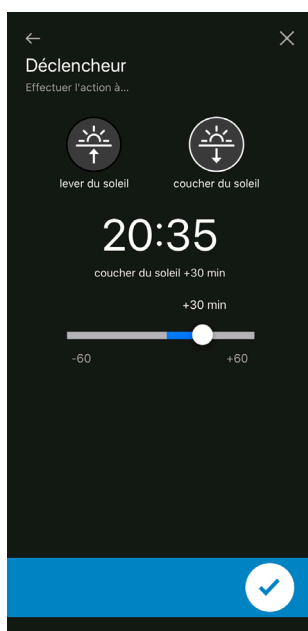 Déclencheur
Effectuer l'action à...
lever du soleil
coucher du soleil
20:35
coucher du soleil +30 min
+30 min
-60
+60